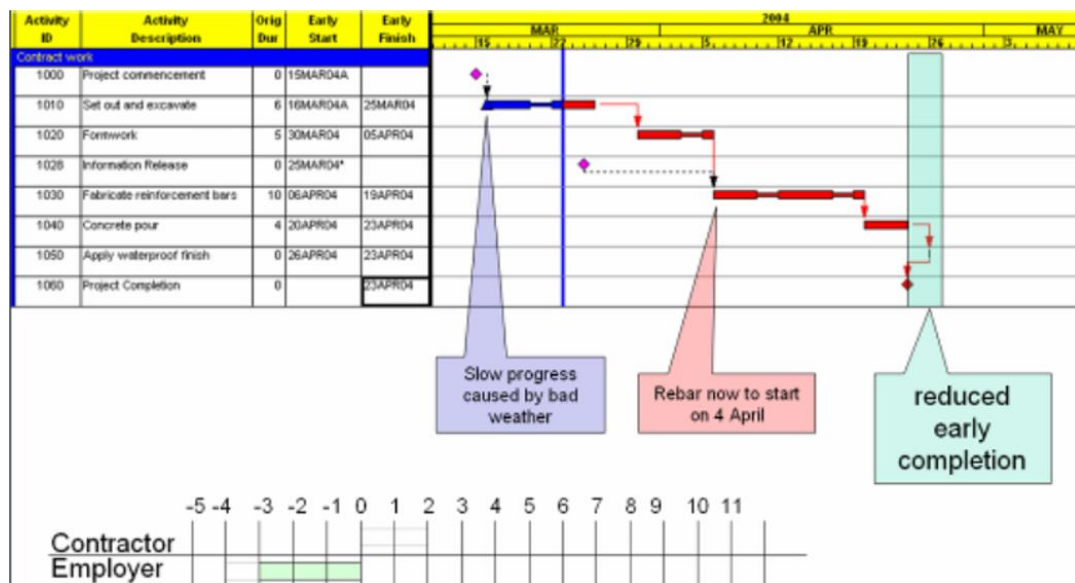 Activity ID Activity Description Orig Dur Early Start Early Finish
2004
MAR APR MAY
15 22 29 5 12 19 26 3
Contract work
1000 Project commencement 0 15MAR04A
1010 Set out and excavate 6 16MAR04A 25MAR04
1020 Formwork 5 30MAR04 05APR04
1028 Information Release 0 25MAR04*
1030 Fabricate reinforcement bars 10 06APR04 19APR04
1040 Concrete pour 4 20APR04 23APR04
1050 Apply waterproof finish 0 26APR04 23APR04
1060 Project Completion 0 23APR04
Slow progress
caused by bad
weather
Rebar now to start
on 4 April
reduced
early
completion
-5 -4 -3 -2 -1 0 1 2 3 4 5 6 7 8 9 10 11
Contractor
Employer